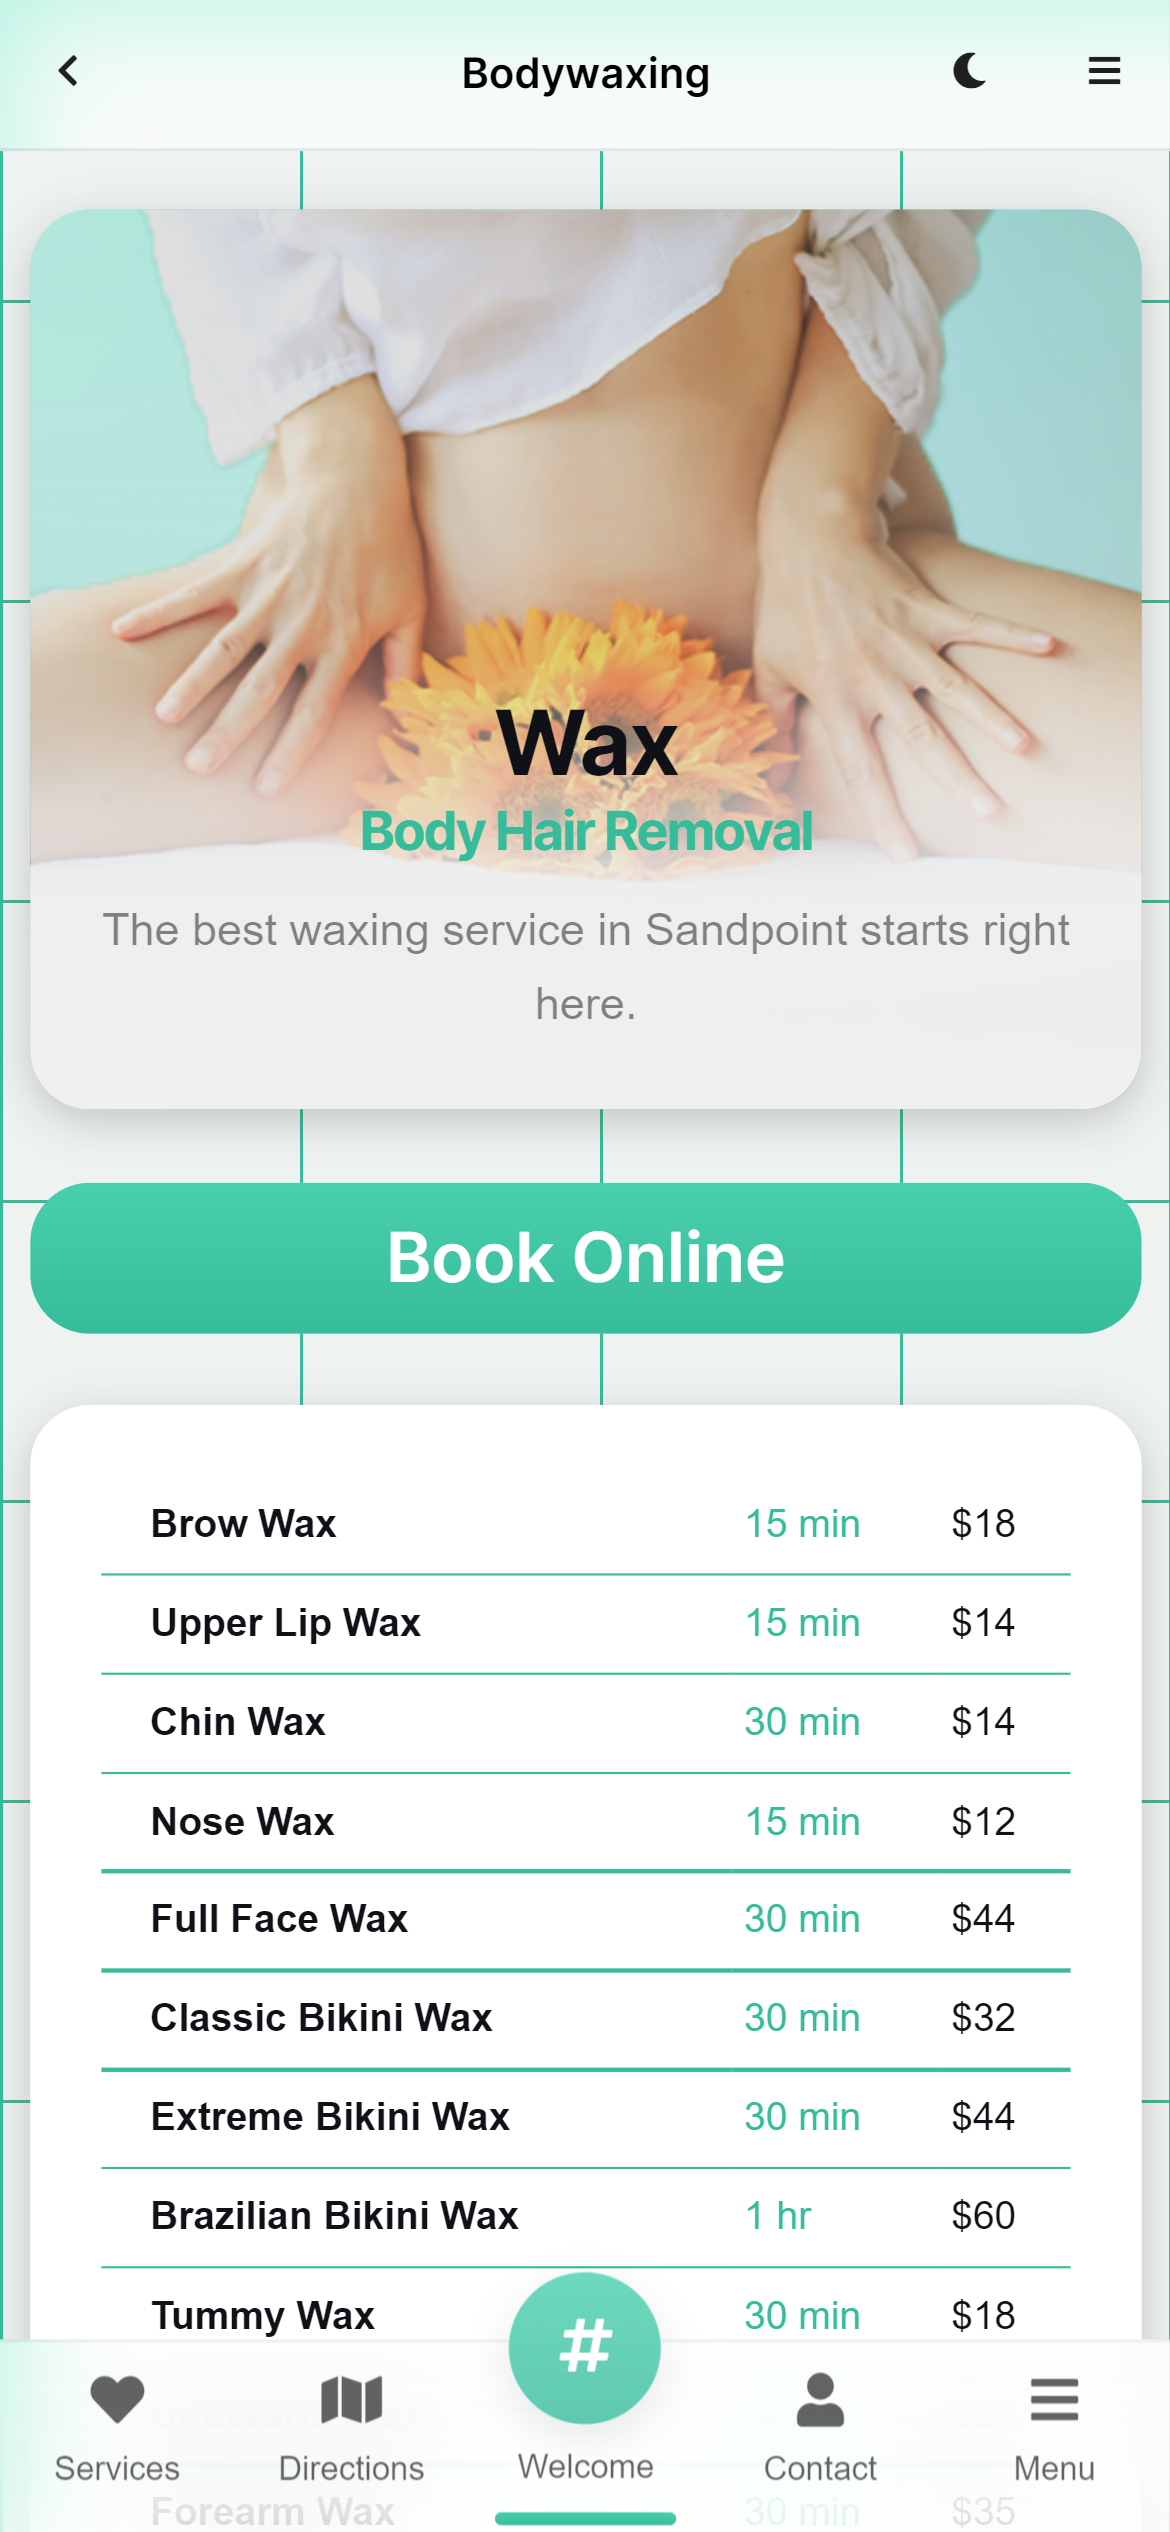 Bodywaxing
Wax
Body Hair Removal
The best waxing service in Sandpoint starts right
here.
Book Online
Brow Wax 15 min $18
Upper Lip Wax 15 min $14
Chin Wax 30 min $14
Nose Wax 15 min $12
Full Face Wax 30 min $44
Classic Bikini Wax 30 min $32
Extreme Bikini Wax 30 min $44
Brazilian Bikini Wax 1 hr $60
Tummy Wax 30 min $18
#
Underarm Wax
Services Directions Welcome Contact Menu
Forearm Wax 30 min $35